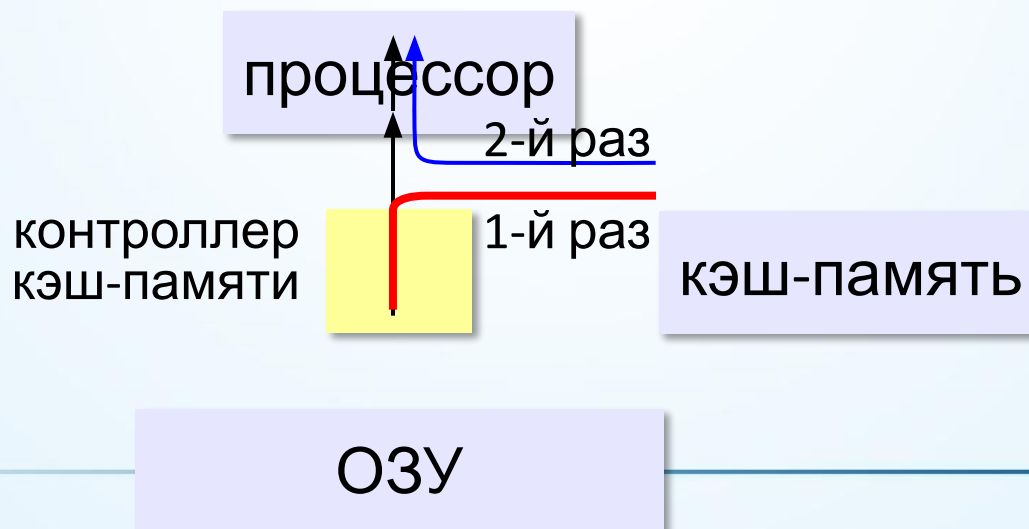 процессор
2-й раз
контроллер
кэш-памяти
1-й раз
кэш-память
ОЗУ